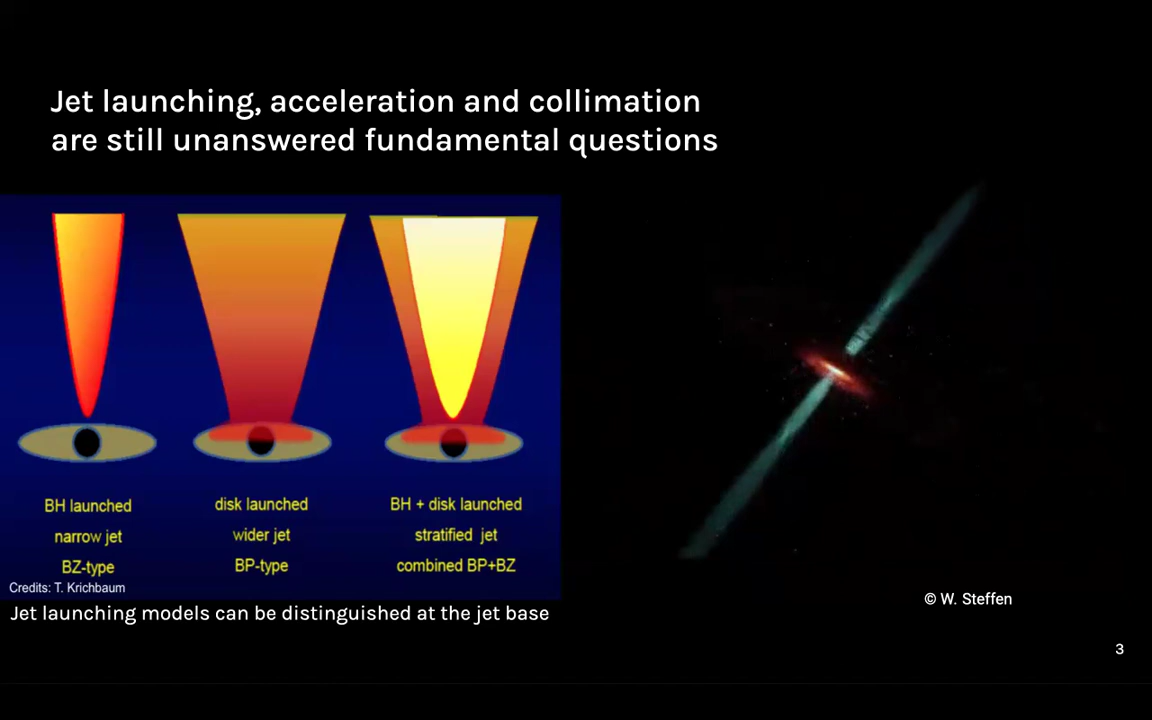 Jet launching, acceleration and collimation
are still unanswered fundamental questions
BH launched
narrow jet
BZ-type
disk launched
wider jet
BP-type
BH + disk launched
stratified jet
combined BP+BZ
Credits: T. Krichbaum
Jet launching models can be distinguished at the jet base
© W. Steffen
3